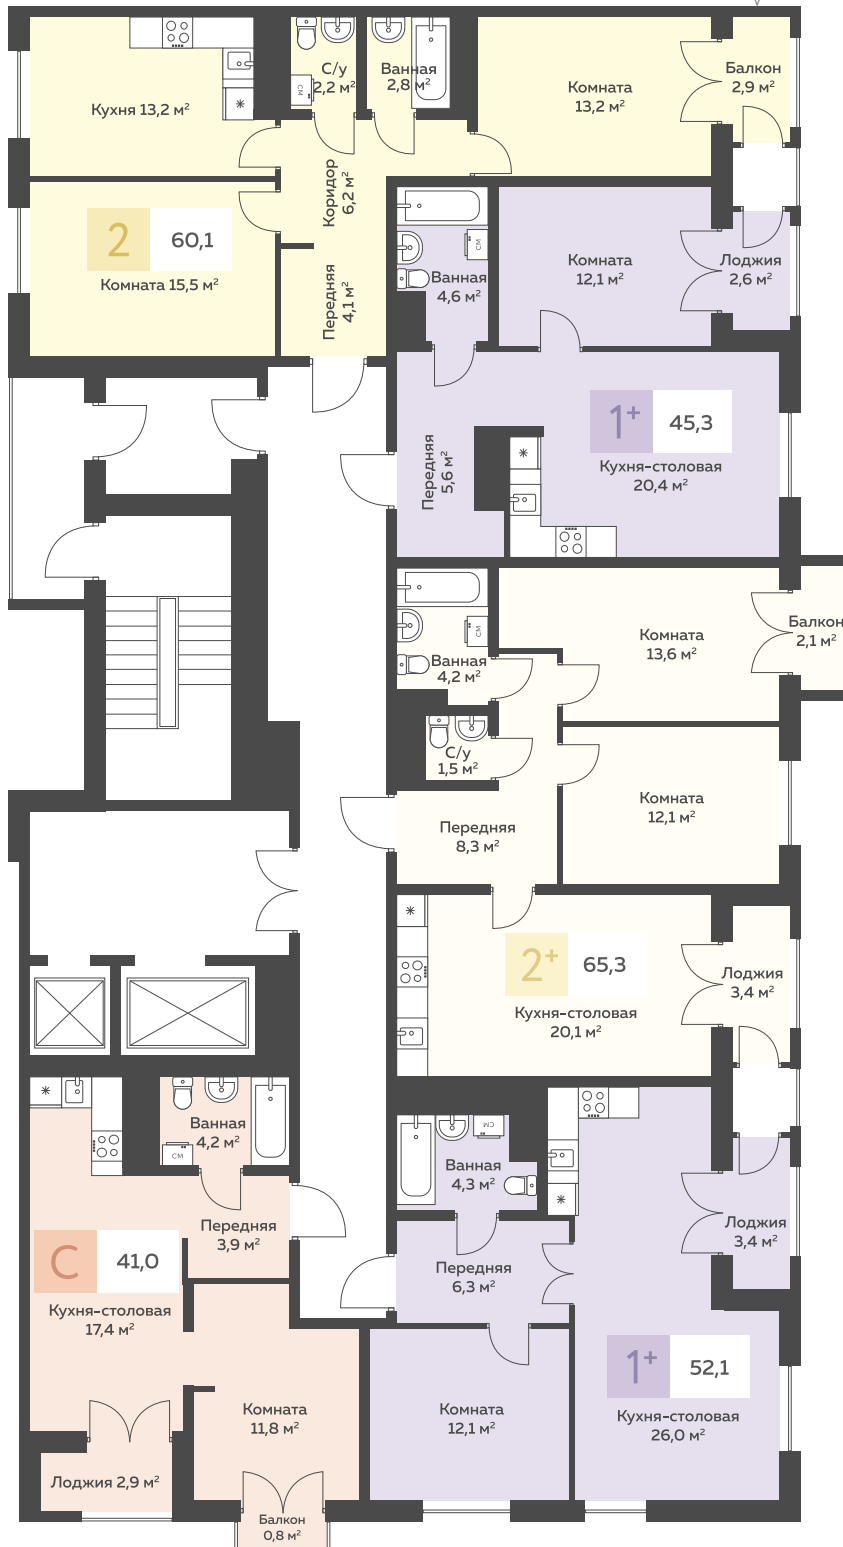 Кухня 13,2 м²
С/у
2,2 м²
Ванная
2,8 м²
Комната
13,2 м²
Балкон
2,9 м²
СМ
Коридор
6,2 м²
2 60,1
Комната 15,5 м²
Передняя
4,1 м²
СМ
Ванная
4,6 м²
Комната
12,1 м²
Лоджия
2,6 м²
1+ 45,3
Передняя
5,6 м²
Кухня-столовая
20,4 м²
СМ
Ванная
4,2 м²
Комната
13,6 м²
Балкон
2,1 м²
С/у
1,5 м²
Передняя
8,3 м²
Комната
12,1 м²
2+ 65,3
Кухня-столовая
20,1 м²
Лоджия
3,4 м²
Ванная
4,2 м²
СМ
СМ
Ванная
4,3 м²
Передняя
3,9 м²
С 41,0
Кухня-столовая
17,4 м²
Передняя
6,3 м²
Лоджия
3,4 м²
1+ 52,1
Комната
11,8 м²
Комната
12,1 м²
Кухня-столовая
26,0 м²
Лоджия 2,9 м²
Балкон
0,8 м²